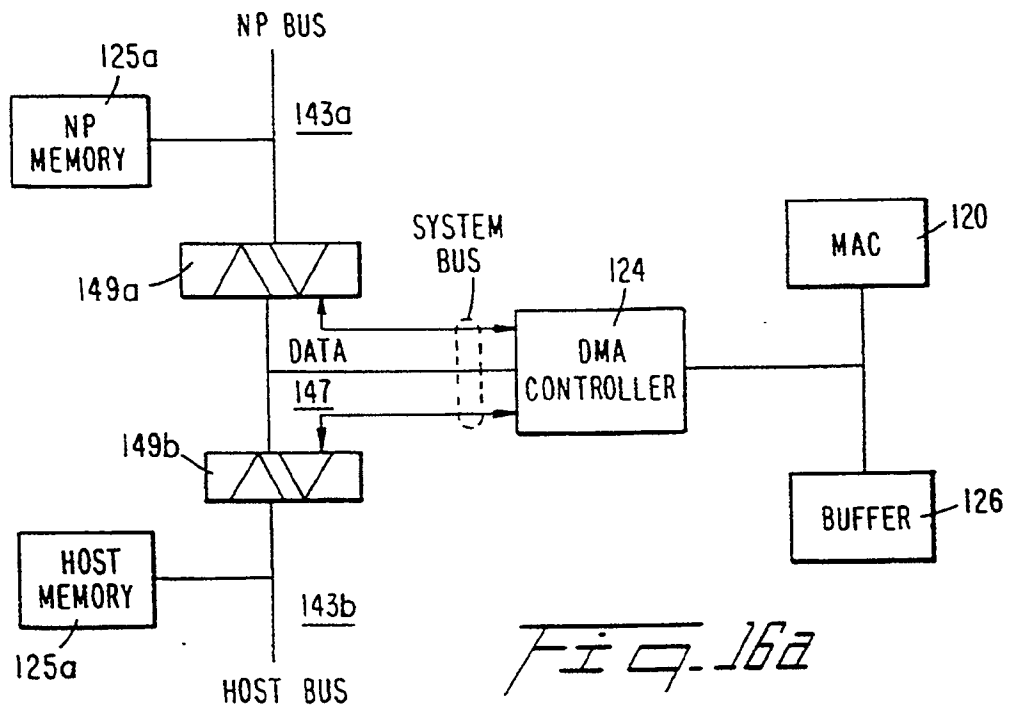 NP BUS
125a
143a
NP
MEMORY
SYSTEM
BUS
120
MAC
149a
124
DATA
DMA
CONTROLLER
147
149b
126
BUFFER
HOST
MEMORY
143b
125a
HOST BUS
Fig. 16a